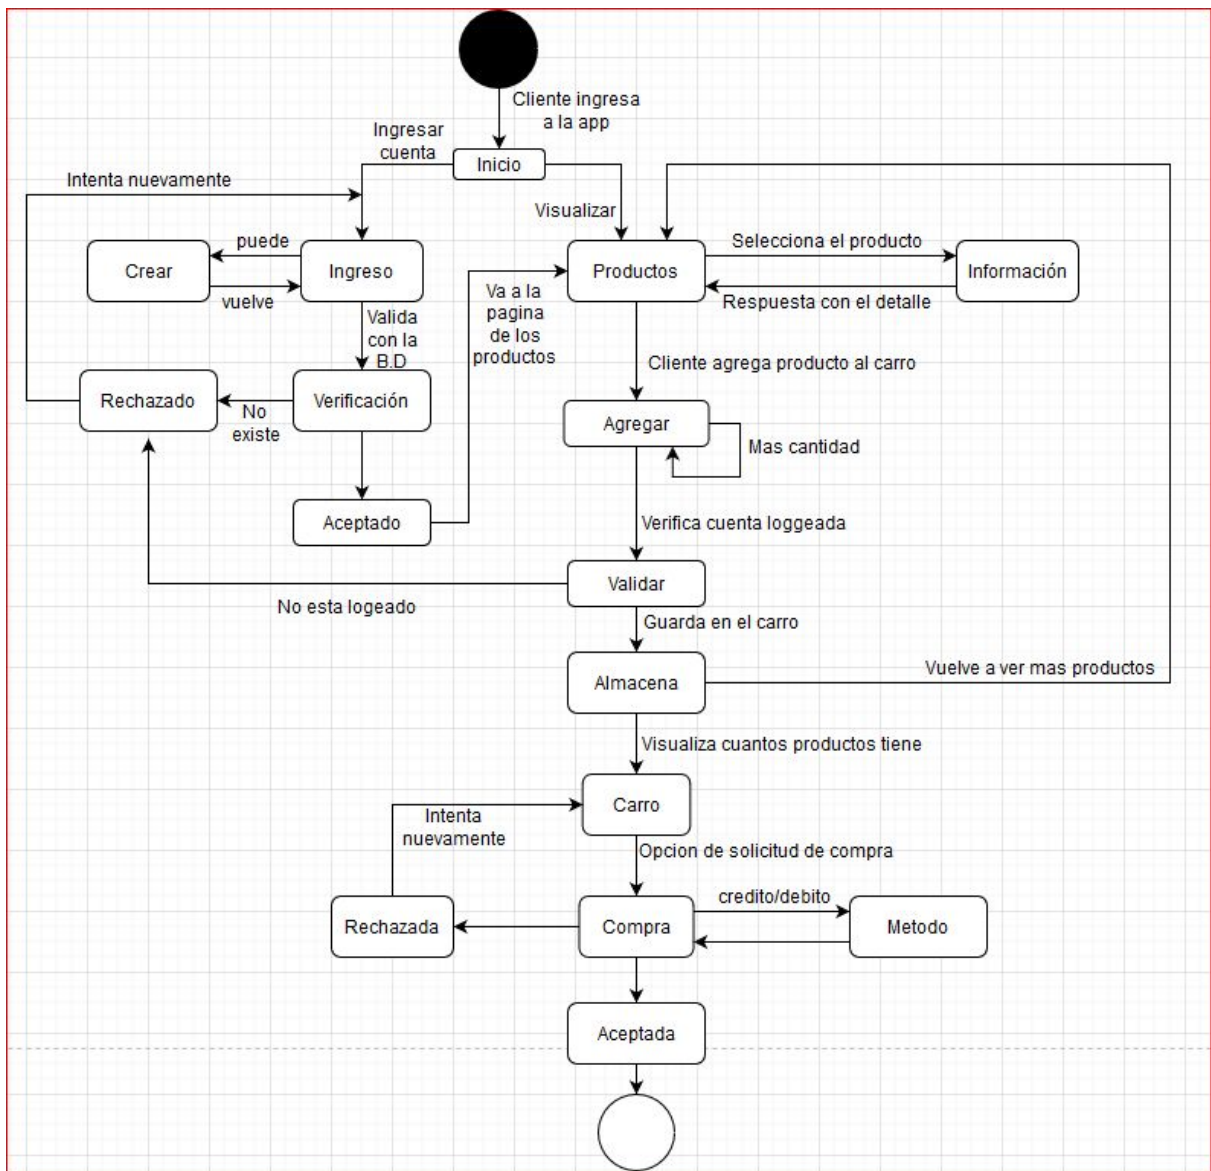 Cliente ingresa
a la app
Ingresar
cuenta
Inicio
Intenta nuevamente
Visualizar
puede
Selecciona el producto
Crear
Ingreso
Productos
Información
vuelve
Va a la
pagina
de los
productos
Respuesta con el detalle
Valida
con la
B.D
Cliente agrega producto al carro
Rechazado
Verificación
No
existe
Agregar
Mas cantidad
Aceptado
Verifica cuenta loggeada
Validar
No esta logeado
Guarda en el carro
Almacena
Vuelve a ver mas productos
Visualiza cuantos productos tiene
Carro
Intenta
nuevamente
Opcion de solicitud de compra
credito/debito
Rechazada
Compra
Metodo
Aceptada